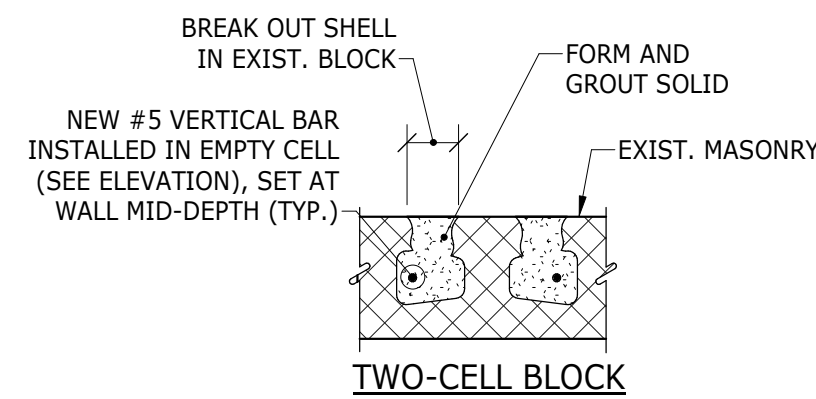 BREAK OUT SHELL
IN EXIST. BLOCK
FORM AND
GROUT SOLID
NEW #5 VERTICAL BAR
INSTALLED IN EMPTY CELL
(SEE ELEVATION), SET AT
WALL MID-DEPTH (TYP.)
EXIST. MASONRY
TWO-CELL BLOCK